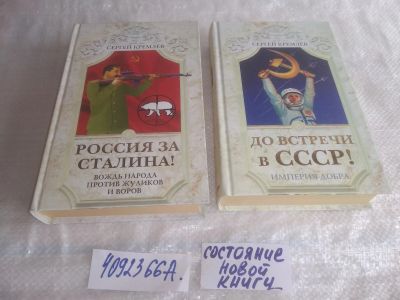 СЕРГЕЙ КРЕМЛЕВ
РОССИЯ ЗА
СТАЛИНА!
ВОЖДЬ НАРОДА
ПРОТИВ ЖУЛИКОВ
И ВОРОВ
СЕРГЕЙ КРЕМЛЕВ
ДО ВСТРЕЧИ
В СССР!
ИМПЕРИЯ ДОБРА
4092366А.
СОСТОЯНИЕ
НОВОЙ
КНИГИ